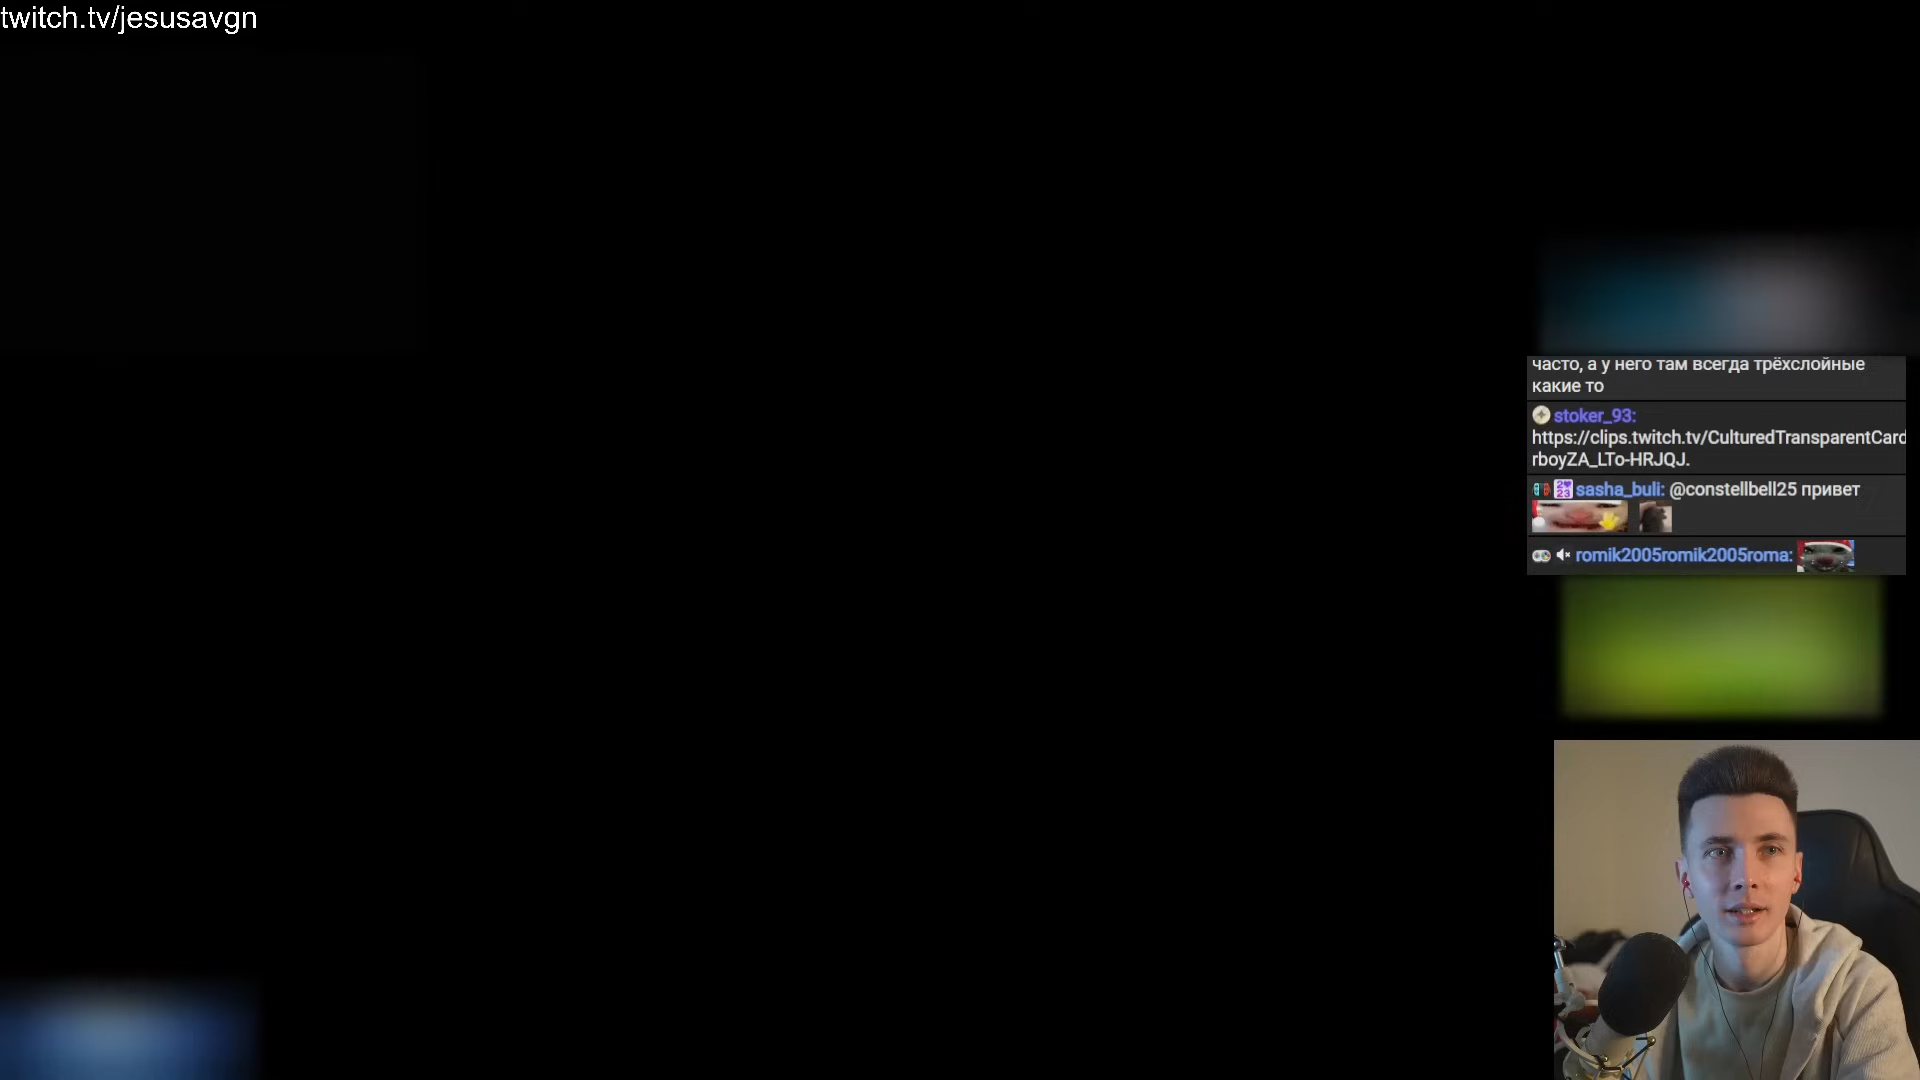 twitch.tv/jesusavgn
часто, а у него там всегда трёхслойные
какие то
stoker_93:
https://clips.twitch.tv/CulturedTransparentCard
rboyZA_LTo-HRJQJ.
sasha_buli: @constellbell25 привет
romik2005romik2005roma: